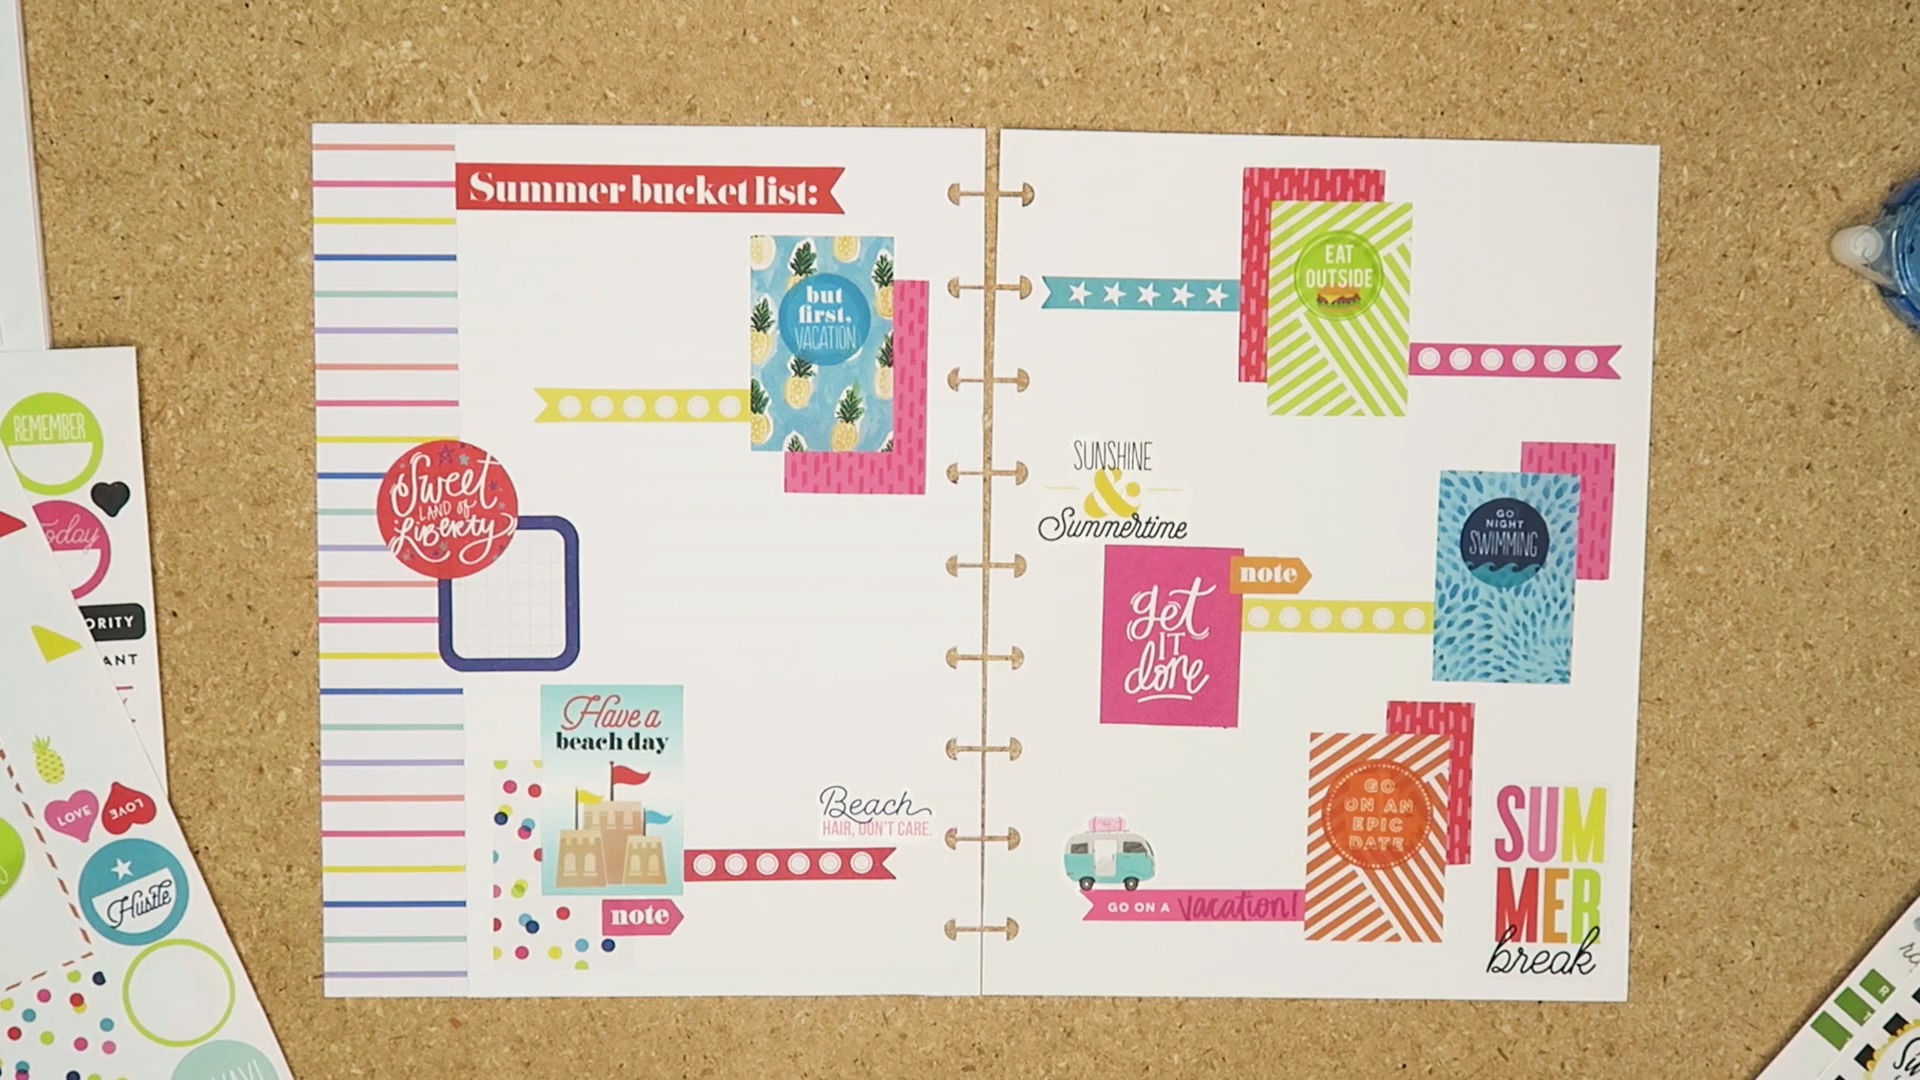 Summer bucket list:
but
first,
VACATION
Sweet
LAND of
Liberty
Have a
beach day
note
Beach
HAIR, DON'T CARE.
EAT
OUTSIDE
SUNSHINE
&
Summertime
get
IT
done
note
GO
NIGHT
SWIMMING
GO
ON AN
EPIC
DATE
GO ON A vacation!
SUM
MER
break
REMEMBER
today
ORITY
ANT
LOVE
LOVE
Hustle